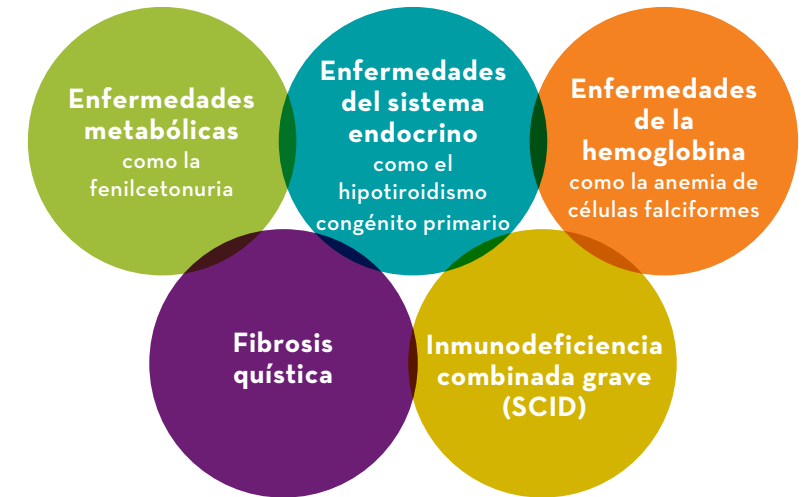 Enfermedades
metabólicas
como la
fenilcetonuria
Enfermedades
del sistema
endocrino
como el
hipotiroidismo
congénito primario
Enfermedades
de la
hemoglobina
como la anemia de
células falciformes
Fibrosis
quística
Inmunodeficiencia
combinada grave
(SCID)